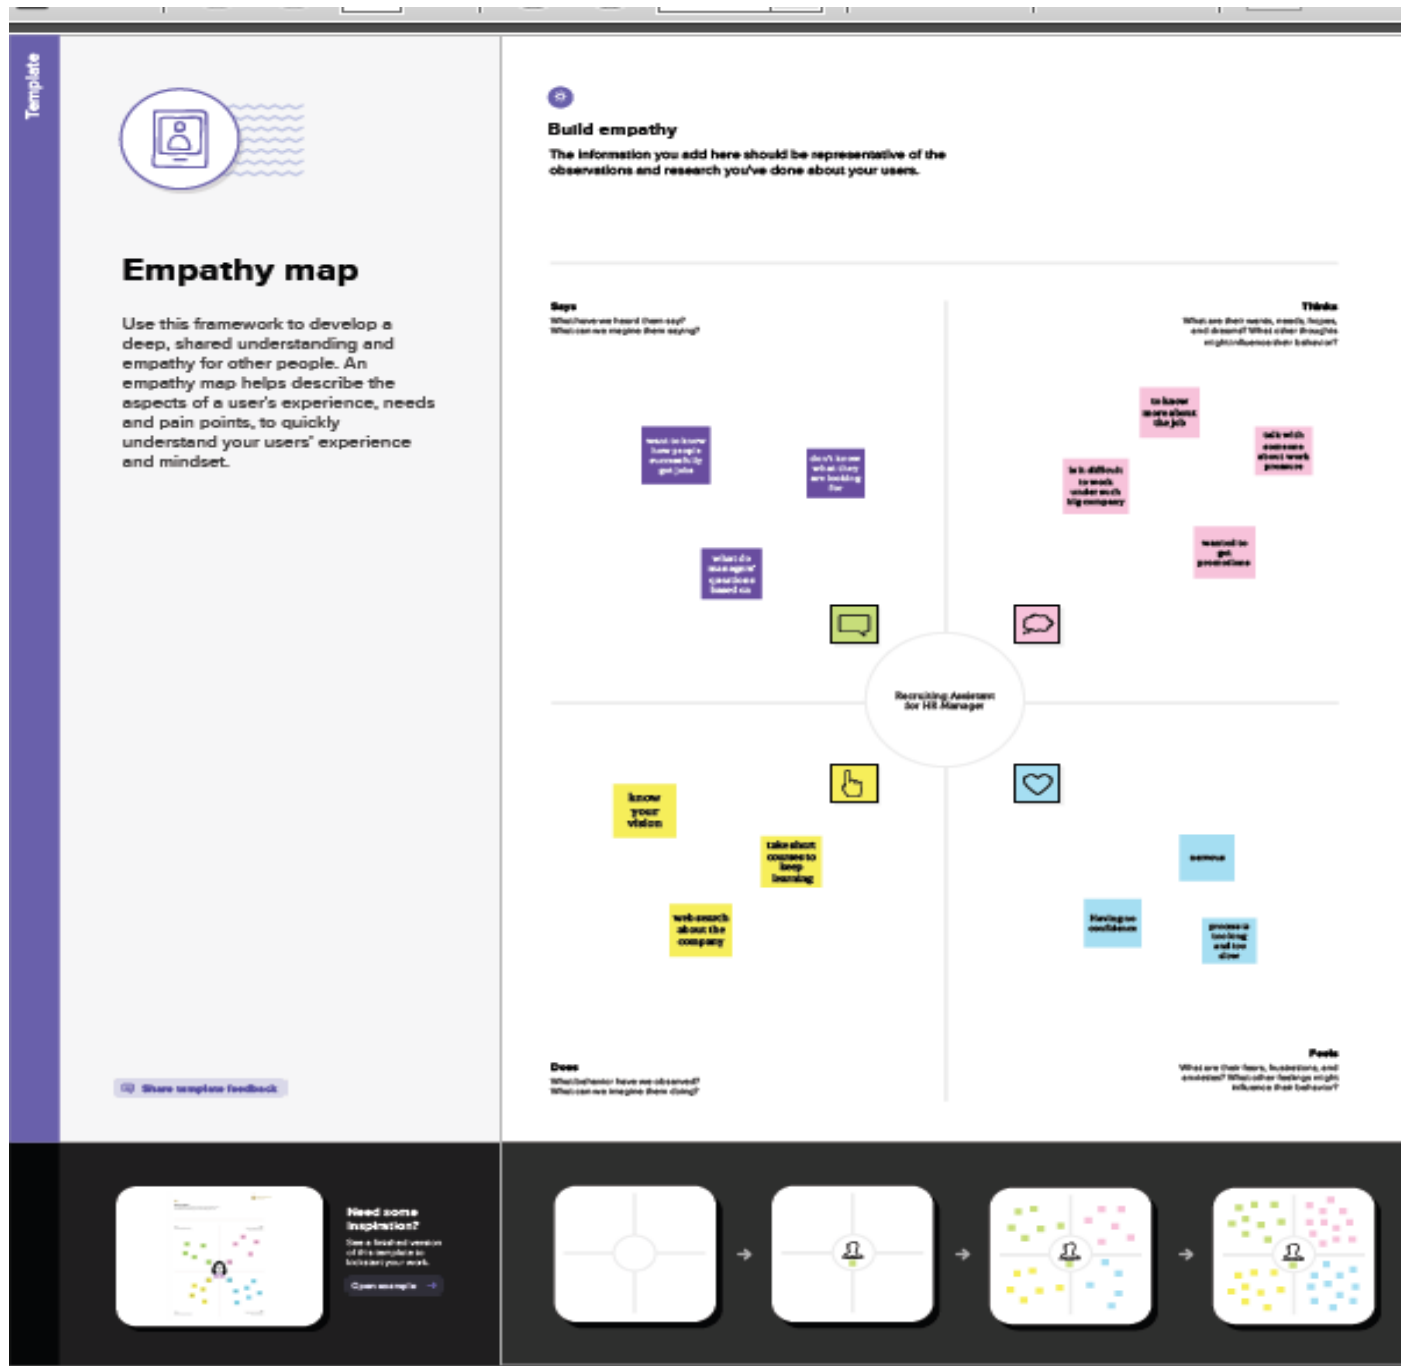 Template
Empathy map
Use this framework to develop a
deep, shared understanding and
empathy for other people. An
empathy map helps describe the
aspects of a user's experience, needs
and pain points, to quickly
understand your users' experience
and mindset.
Share template feedback
Build empathy
The information you add here should be representative of the
observations and research you've done about your users.
Says
What have we heard them say?
What can we imagine them saying?
want to know
how people
successfully
get jobs
don't know
what they
are looking
for
what do
managers'
questions
based on
Thinks
What are their wants, needs, hopes,
and dreams? What other thoughts
might influence their behavior?
to know
more about
the job
talk with
someone
about work
pressure
is it difficult
to work
under such
big company
wanted to
get
promotions
Recruiting Assistant
for HR Manager
know
your
vision
take short
courses to
keep
learning
web search
about the
company
Does
What behavior have we observed?
What can we imagine them doing?
Having no
confidence
process is
too long
and too
slow
Feels
What are their fears, frustrations, and
anxieties? What other feelings might
influence their behavior?
Need some
inspiration?
See a finished version
of this template to
kickstart your work.
Open example